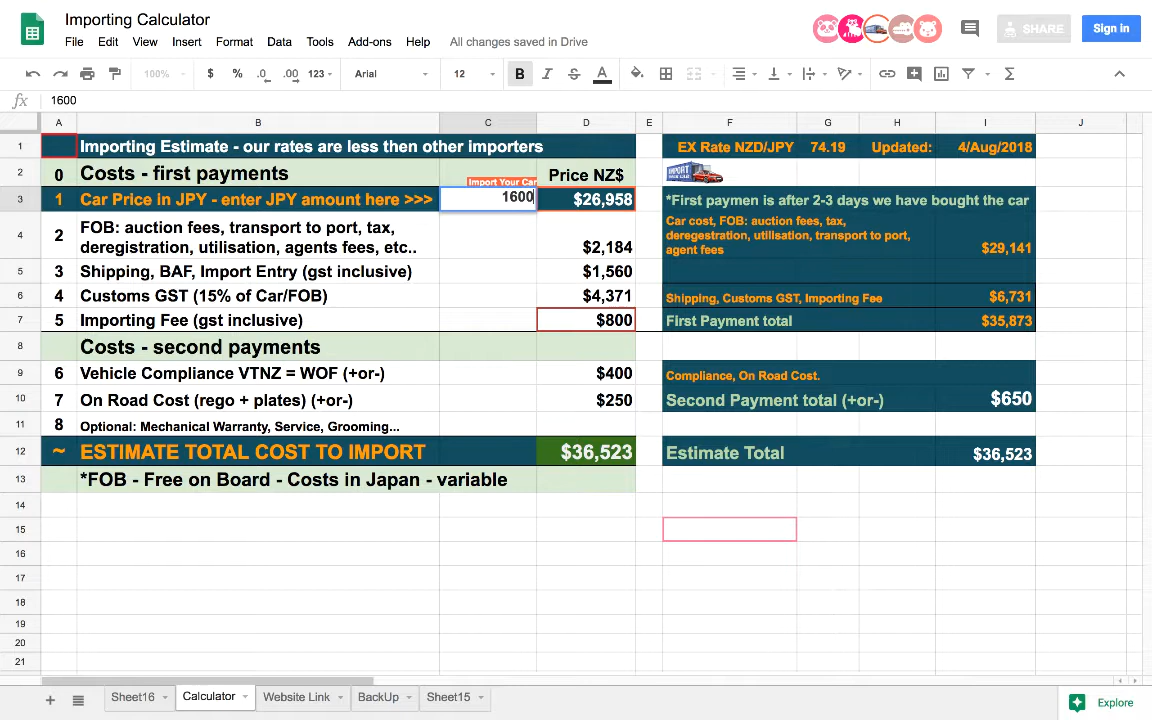 Importing Calculator
File Edit View Insert Format Data Tools Add-ons Help All changes saved in Drive
SHARE
Sign in
100% $ % .0 .00 123 Arial 12 B I S A
fx 1600
A B C D E F G H I J
1 Importing Estimate - our rates are less then other importers EX Rate NZD/JPY 74.19 Updated: 4/Aug/2018
2 0 Costs - first payments Price NZ$
Import Your Car
3 1 Car Price in JPY - enter JPY amount here >>> 1600 $26,958 *First paymen is after 2-3 days we have bought the car
4 2 FOB: auction fees, transport to port, tax,
deregistration, utilisation, agents fees, etc.. $2,184
Car cost, FOB: auction fees, tax,
deregestration, utilisation, transport to port,
agent fees $29,141
5 3 Shipping, BAF, Import Entry (gst inclusive) $1,560
6 4 Customs GST (15% of Car/FOB) $4,371 Shipping, Customs GST, Importing Fee $6,731
7 5 Importing Fee (gst inclusive) $800 First Payment total $35,873
8 Costs - second payments
9 6 Vehicle Compliance VTNZ = WOF (+or-) $400 Compliance, On Road Cost.
10 7 On Road Cost (rego + plates) (+or-) $250 Second Payment total (+or-) $650
11 8 Optional: Mechanical Warranty, Service, Grooming...
12 ~ ESTIMATE TOTAL COST TO IMPORT $36,523 Estimate Total $36,523
13 *FOB - Free on Board - Costs in Japan - variable
14
15
16
17
18
19
20
21
Sheet16 Calculator Website Link BackUp Sheet15 Explore